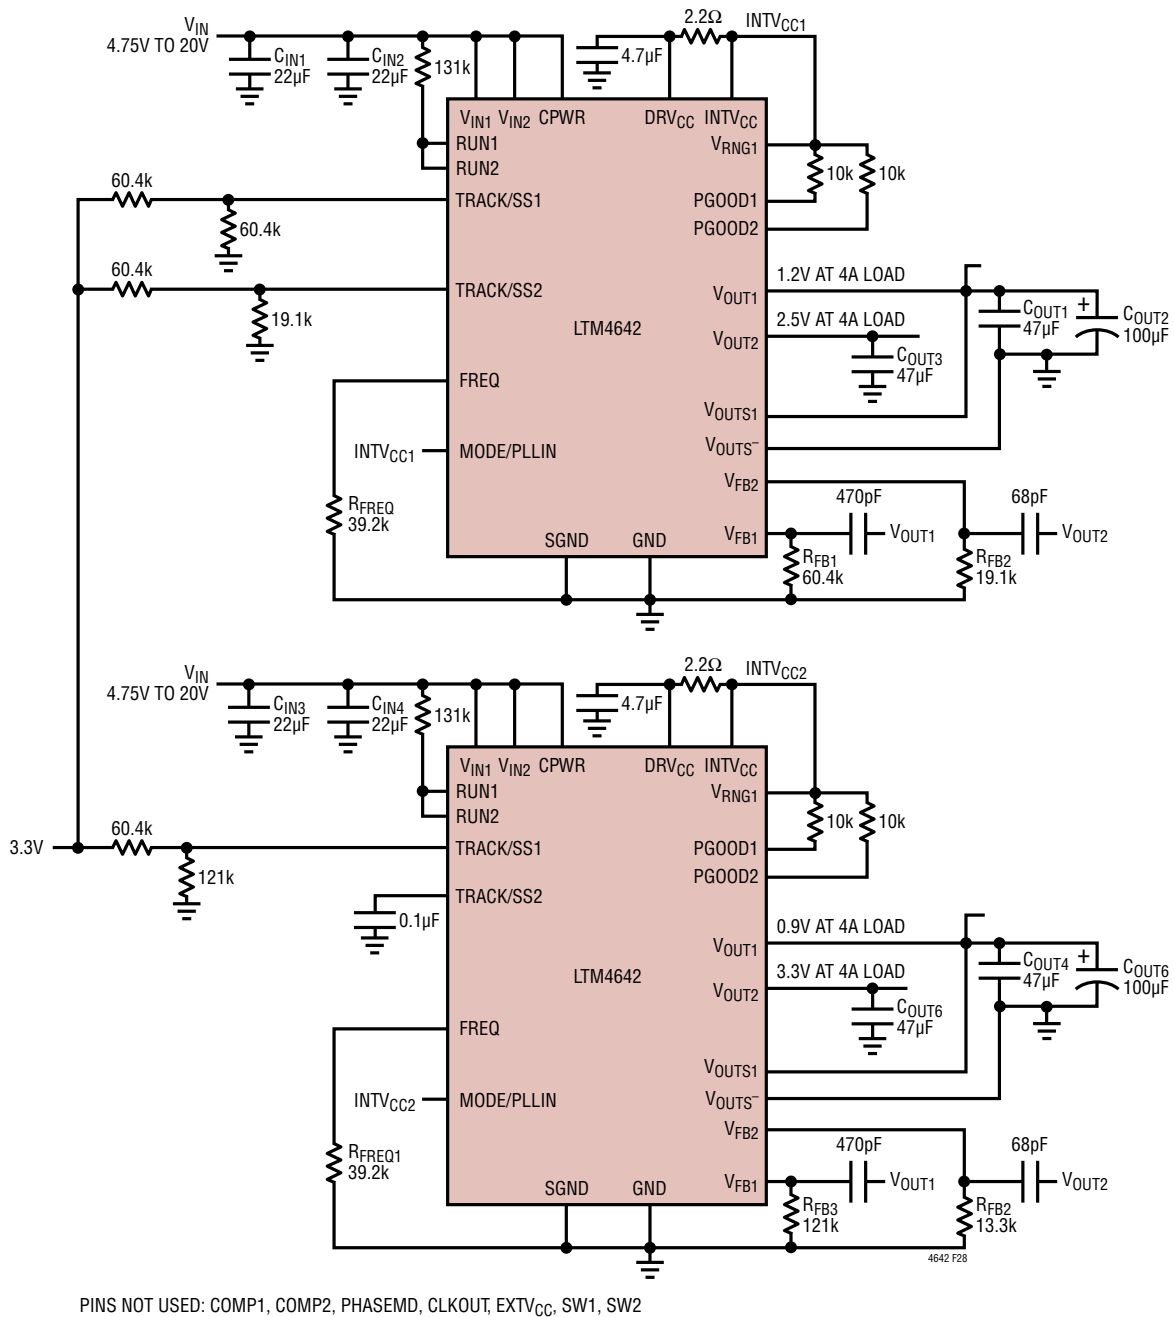 VIN
4.75V TO 20V
CIN1
22µF
CIN2
22µF
131k
4.7µF
2.2Ω
INTVCC1
VIN1 VIN2 CPWR
DRVCC INTVCC
RUN1
RUN2
VRNG1
10k
10k
60.4k
TRACK/SS1
PGOOD1
60.4k
PGOOD2
60.4k
TRACK/SS2
19.1k
1.2V AT 4A LOAD
VOUT1
COUT1
47µF
+
COUT2
100µF
LTM4642
2.5V AT 4A LOAD
VOUT2
COUT3
47µF
FREQ
VOUTS1
INTVCC1
MODE/PLLIN
VOUTS–
VFB2
RFREQ
39.2k
470pF
68pF
VFB1
VOUT1
VOUT2
SGND
GND
RFB1
60.4k
RFB2
19.1k
VIN
4.75V TO 20V
CIN3
22µF
CIN4
22µF
131k
4.7µF
2.2Ω
INTVCC2
VIN1 VIN2 CPWR
DRVCC INTVCC
RUN1
RUN2
VRNG1
10k
10k
3.3V
60.4k
TRACK/SS1
PGOOD1
121k
PGOOD2
TRACK/SS2
0.1µF
0.9V AT 4A LOAD
VOUT1
COUT4
47µF
+
COUT6
100µF
LTM4642
3.3V AT 4A LOAD
VOUT2
COUT6
47µF
FREQ
VOUTS1
INTVCC2
MODE/PLLIN
VOUTS–
VFB2
RFREQ1
39.2k
470pF
68pF
VFB1
VOUT1
VOUT2
SGND
GND
RFB3
121k
RFB2
13.3k
4642 F28
PINS NOT USED: COMP1, COMP2, PHASEMD, CLKOUT, EXTVCC, SW1, SW2